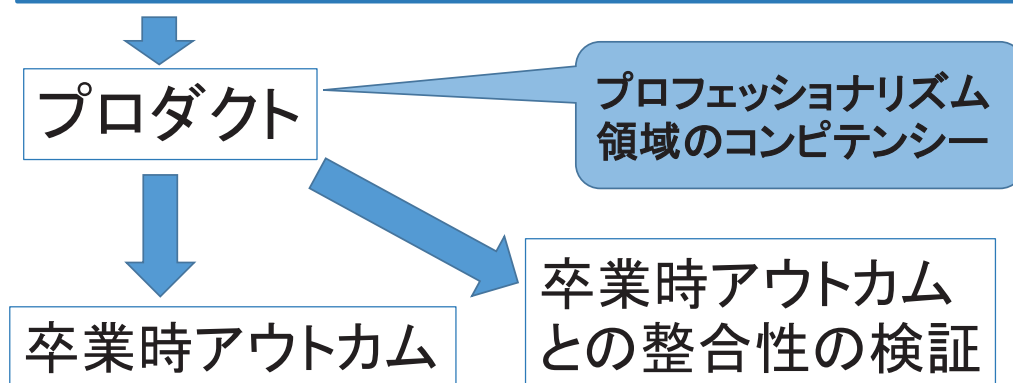 プロダクト
プロフェッショナリズム
領域のコンピテンシー
卒業時アウトカム
卒業時アウトカム
との整合性の検証